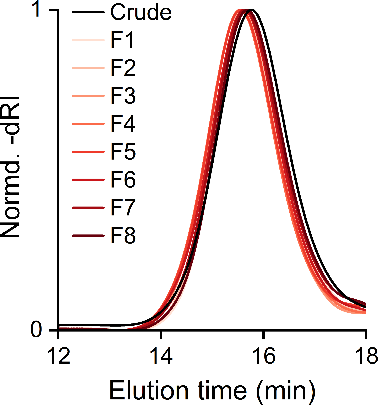 1
Crude
F1
F2
F3
F4
F5
F6
F7
F8
Normd. -dRI
0
12 14 16 18
Elution time (min)